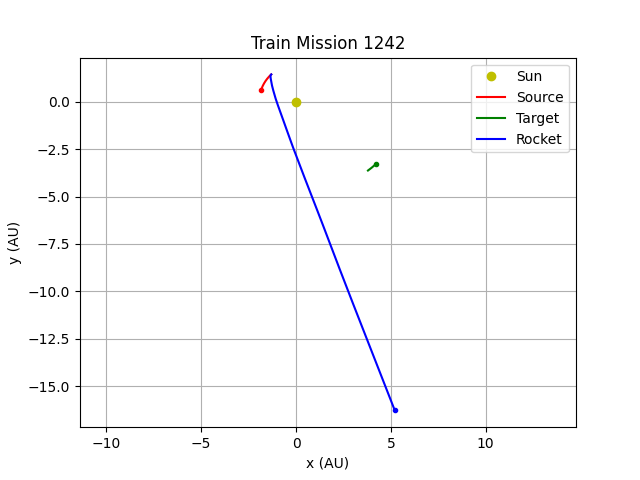 Train Mission 1242
Sun
Source
Target
Rocket
0.0
−2.5
−5.0
−7.5
−10.0
−12.5
−15.0
y (AU)
−10
−5
0
5
10
x (AU)